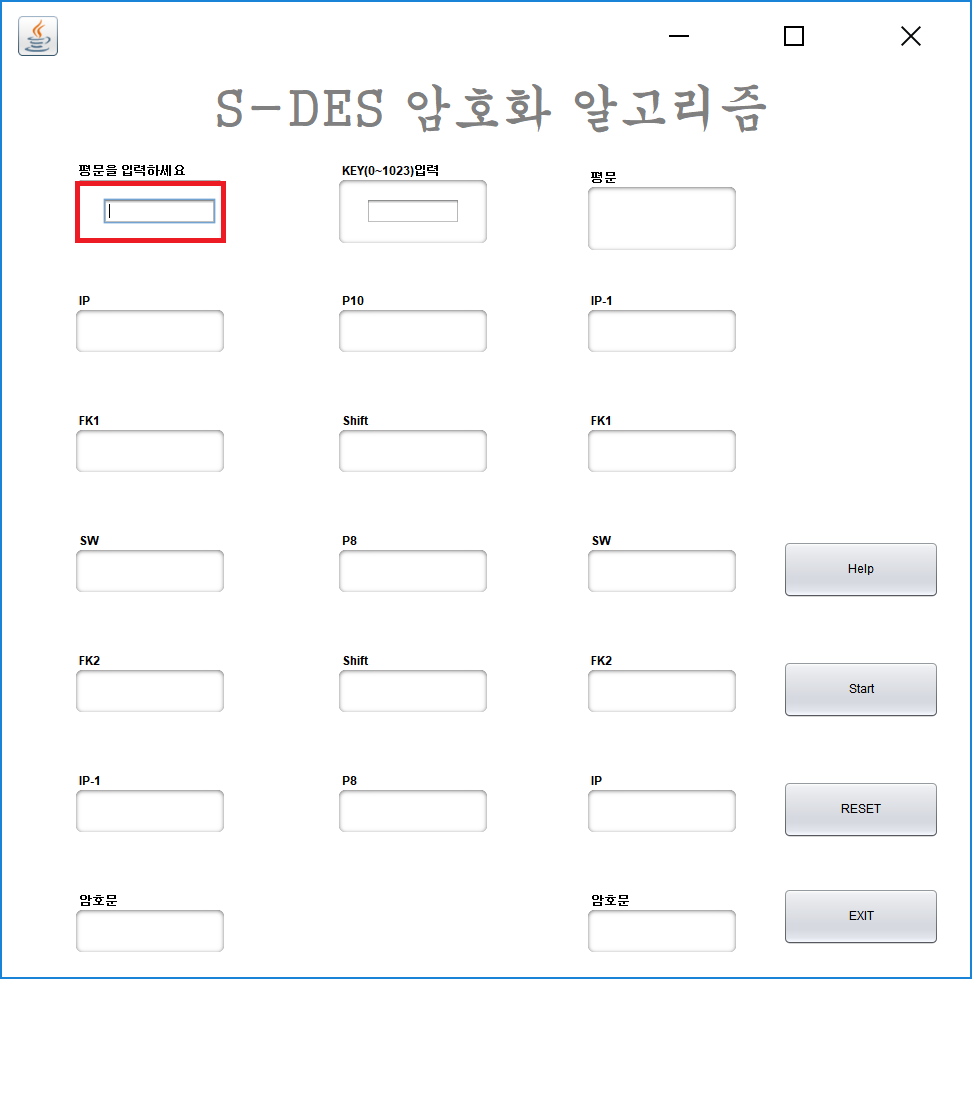 S-DES 암호화 알고리즘
평문을 입력하세요
KEY(0~1023)입력
평문
IP
P10
IP-1
FK1
Shift
FK1
SW
P8
SW
Help
FK2
Shift
FK2
Start
IP-1
P8
IP
RESET
암호문
암호문
EXIT